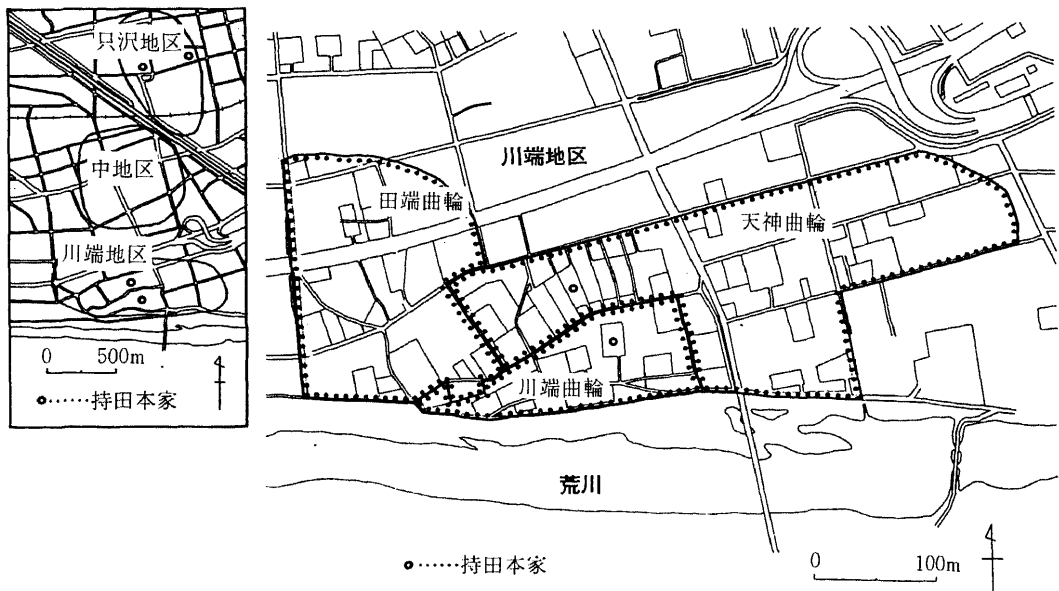 只沢地区
中地区
川端地区
0 500m
4
◦……持田本家
川端地区
田端曲輪
天神曲輪
川端曲輪
荒川
◦……持田本家
0 100m
4